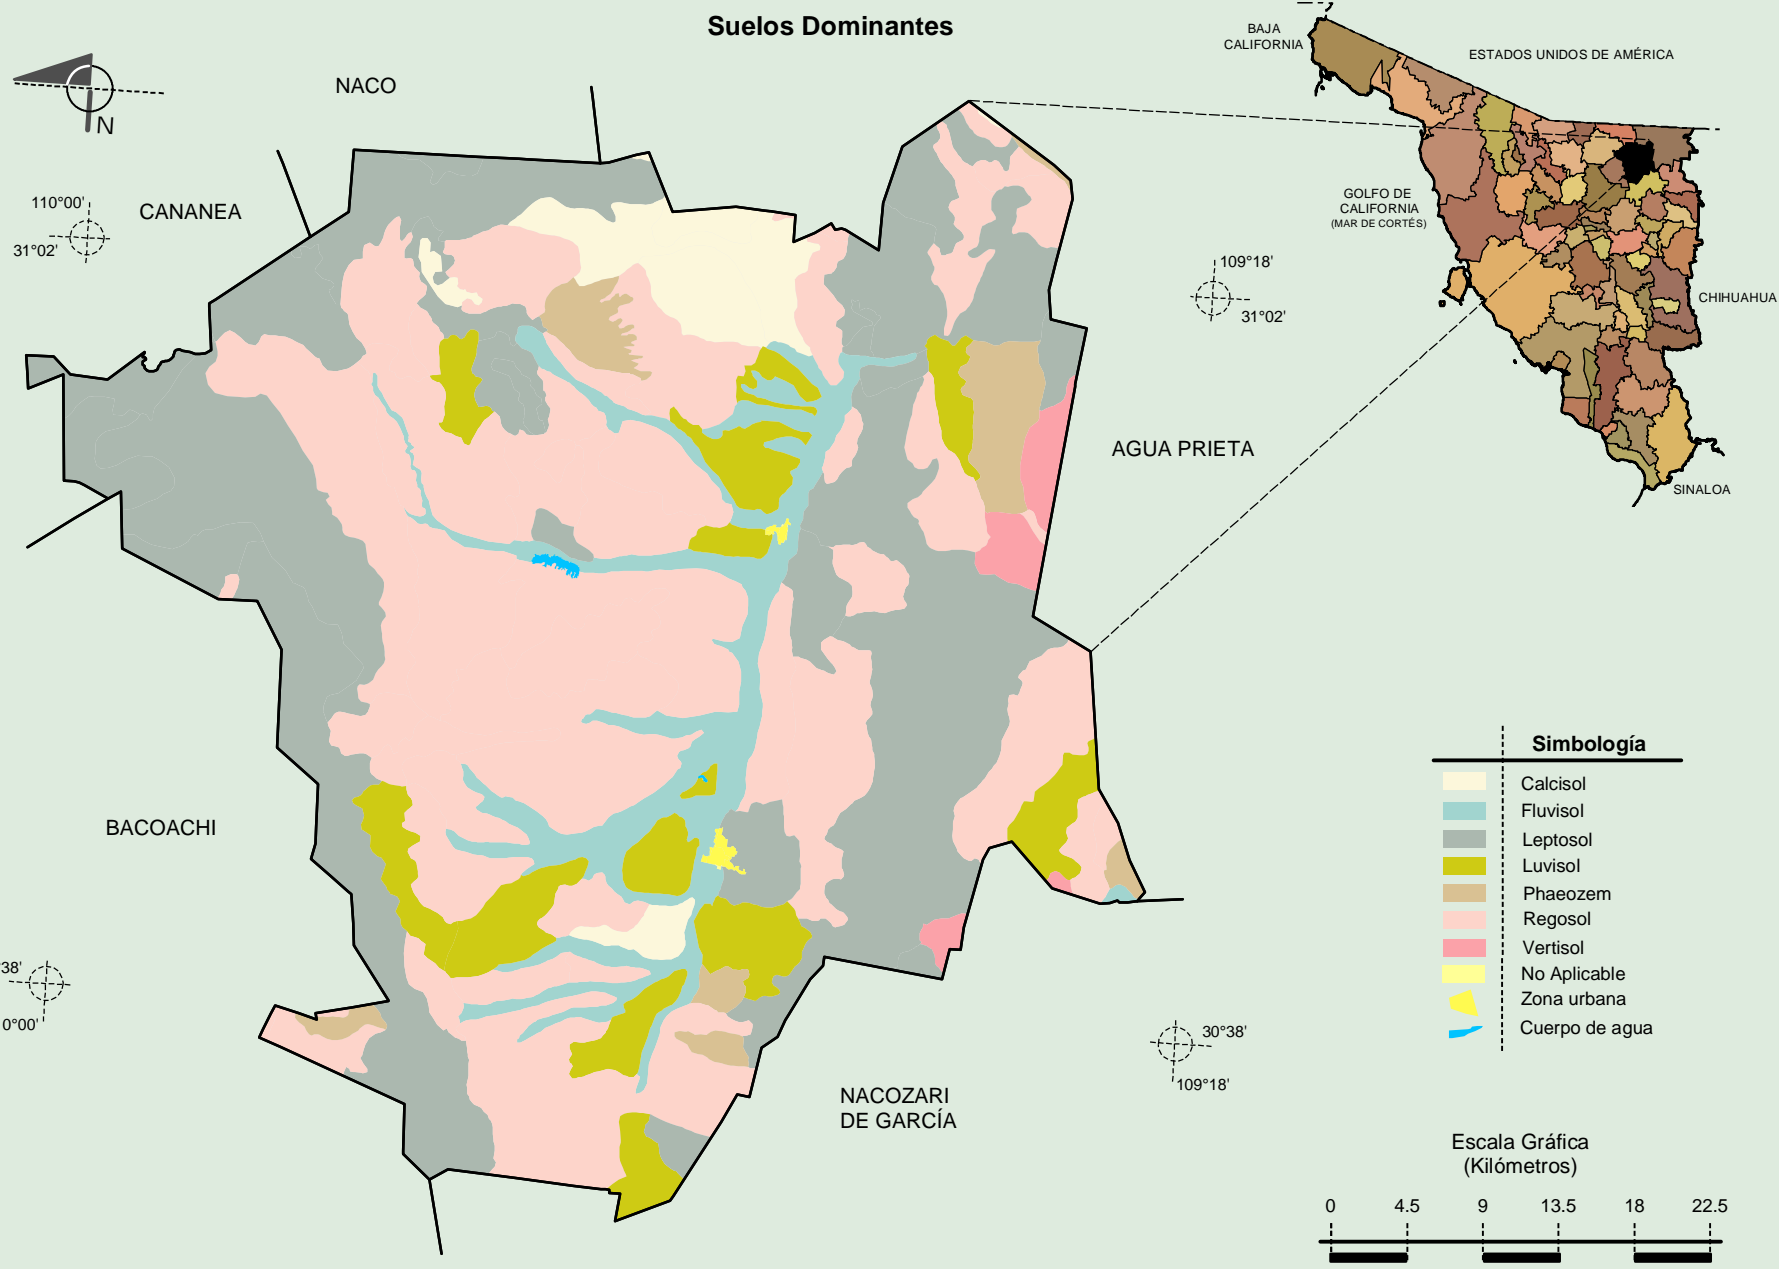 Suelos Dominantes
BAJA
CALIFORNIA
ESTADOS UNIDOS DE AMÉRICA
NACO
N
110°00'
CANANEA
31°02'
GOLFO DE
CALIFORNIA
(MAR DE CORTÉS)
109°18'
31°02'
CHIHUAHUA
AGUA PRIETA
SINALOA
BACOACHI
Simbología
Calcisol
Fluvisol
Leptosol
Luvisol
Phaeozem
Regosol
Vertisol
No Aplicable
Zona urbana
Cuerpo de agua
38'
0°00'
30°38'
109°18'
NACOZARI
DE GARCÍA
Escala Gráfica
(Kilómetros)
0 4.5 9 13.5 18 22.5